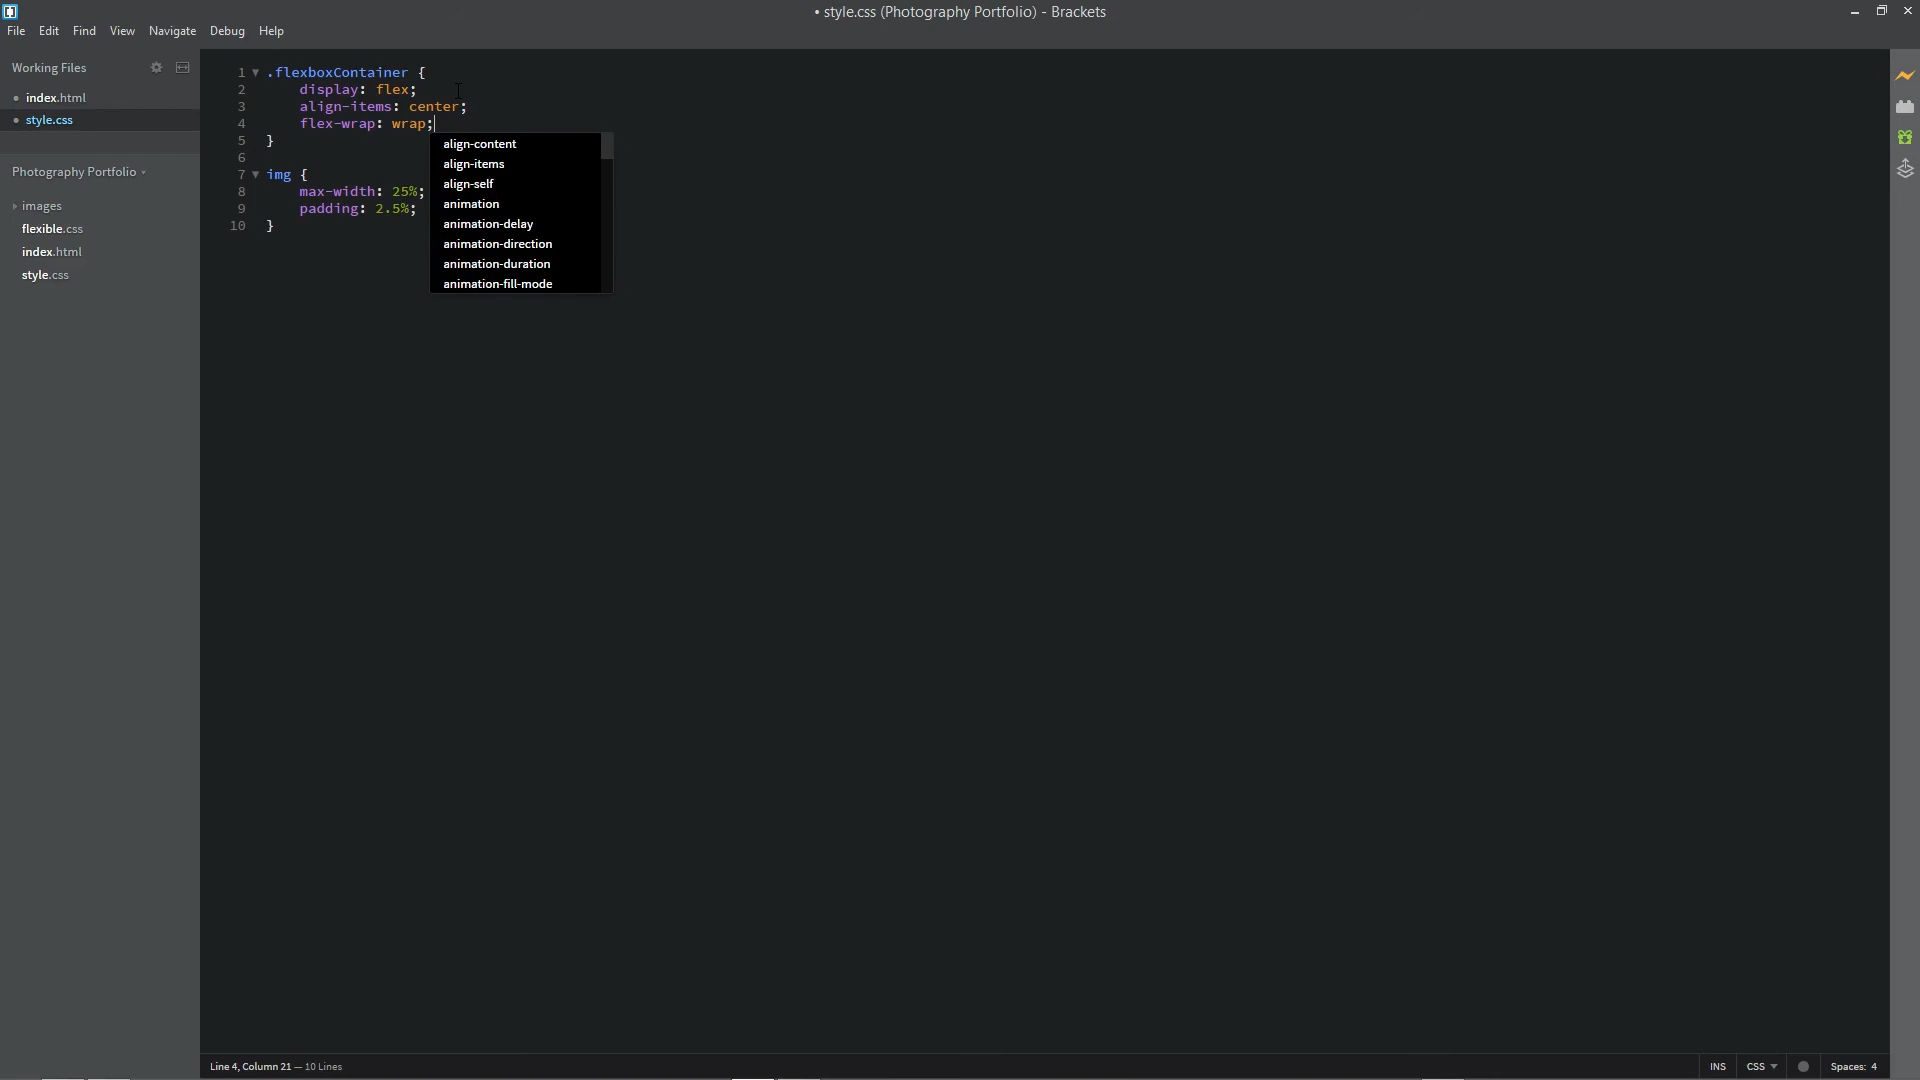 • style.css (Photography Portfolio) - Brackets
File Edit Find View Navigate Debug Help
Working Files
index.html
style.css
Photography Portfolio
images
flexible.css
index.html
style.css
1 .flexboxContainer {
2 display: flex;
3 align-items: center;
4 flex-wrap: wrap;
5 }
6
7 img {
8 max-width: 25%;
9 padding: 2.5%;
10 }
align-content
align-items
align-self
animation
animation-delay
animation-direction
animation-duration
animation-fill-mode
Line 4, Column 21 — 10 Lines
INS CSS Spaces: 4